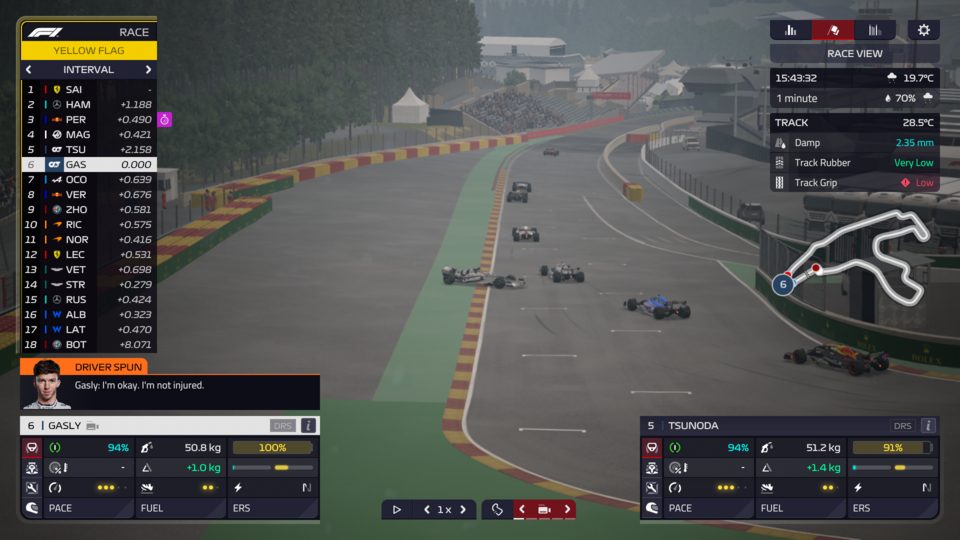 F1 RACE
YELLOW FLAG
INTERVAL
1 SAI -
2 HAM +1.188
3 PER +0.490
4 MAG +0.421
5 TSU +2.158
6 GAS 0.000
7 OCO +0.639
8 VER +0.676
9 ZHO +0.581
10 RIC +0.575
11 NOR +0.416
12 LEC +0.531
13 VET +0.698
14 STR +0.279
15 RUS +0.424
16 ALB +0.323
17 LAT +0.470
18 BOT +8.071
DRIVER SPUN
Gasly: I'm okay. I'm not injured.
6 GASLY DRS i
94% 50.8 kg 100%
- +1.0 kg
N
PACE FUEL ERS
1x
RACE VIEW
15:43:32 19.7°C
1 minute 70%
TRACK 28.5°C
Damp 2.35 mm
Track Rubber Very Low
Track Grip Low
6
ROLEX
5 TSUNODA DRS i
94% 51.2 kg 91%
- +1.4 kg
N
PACE FUEL ERS